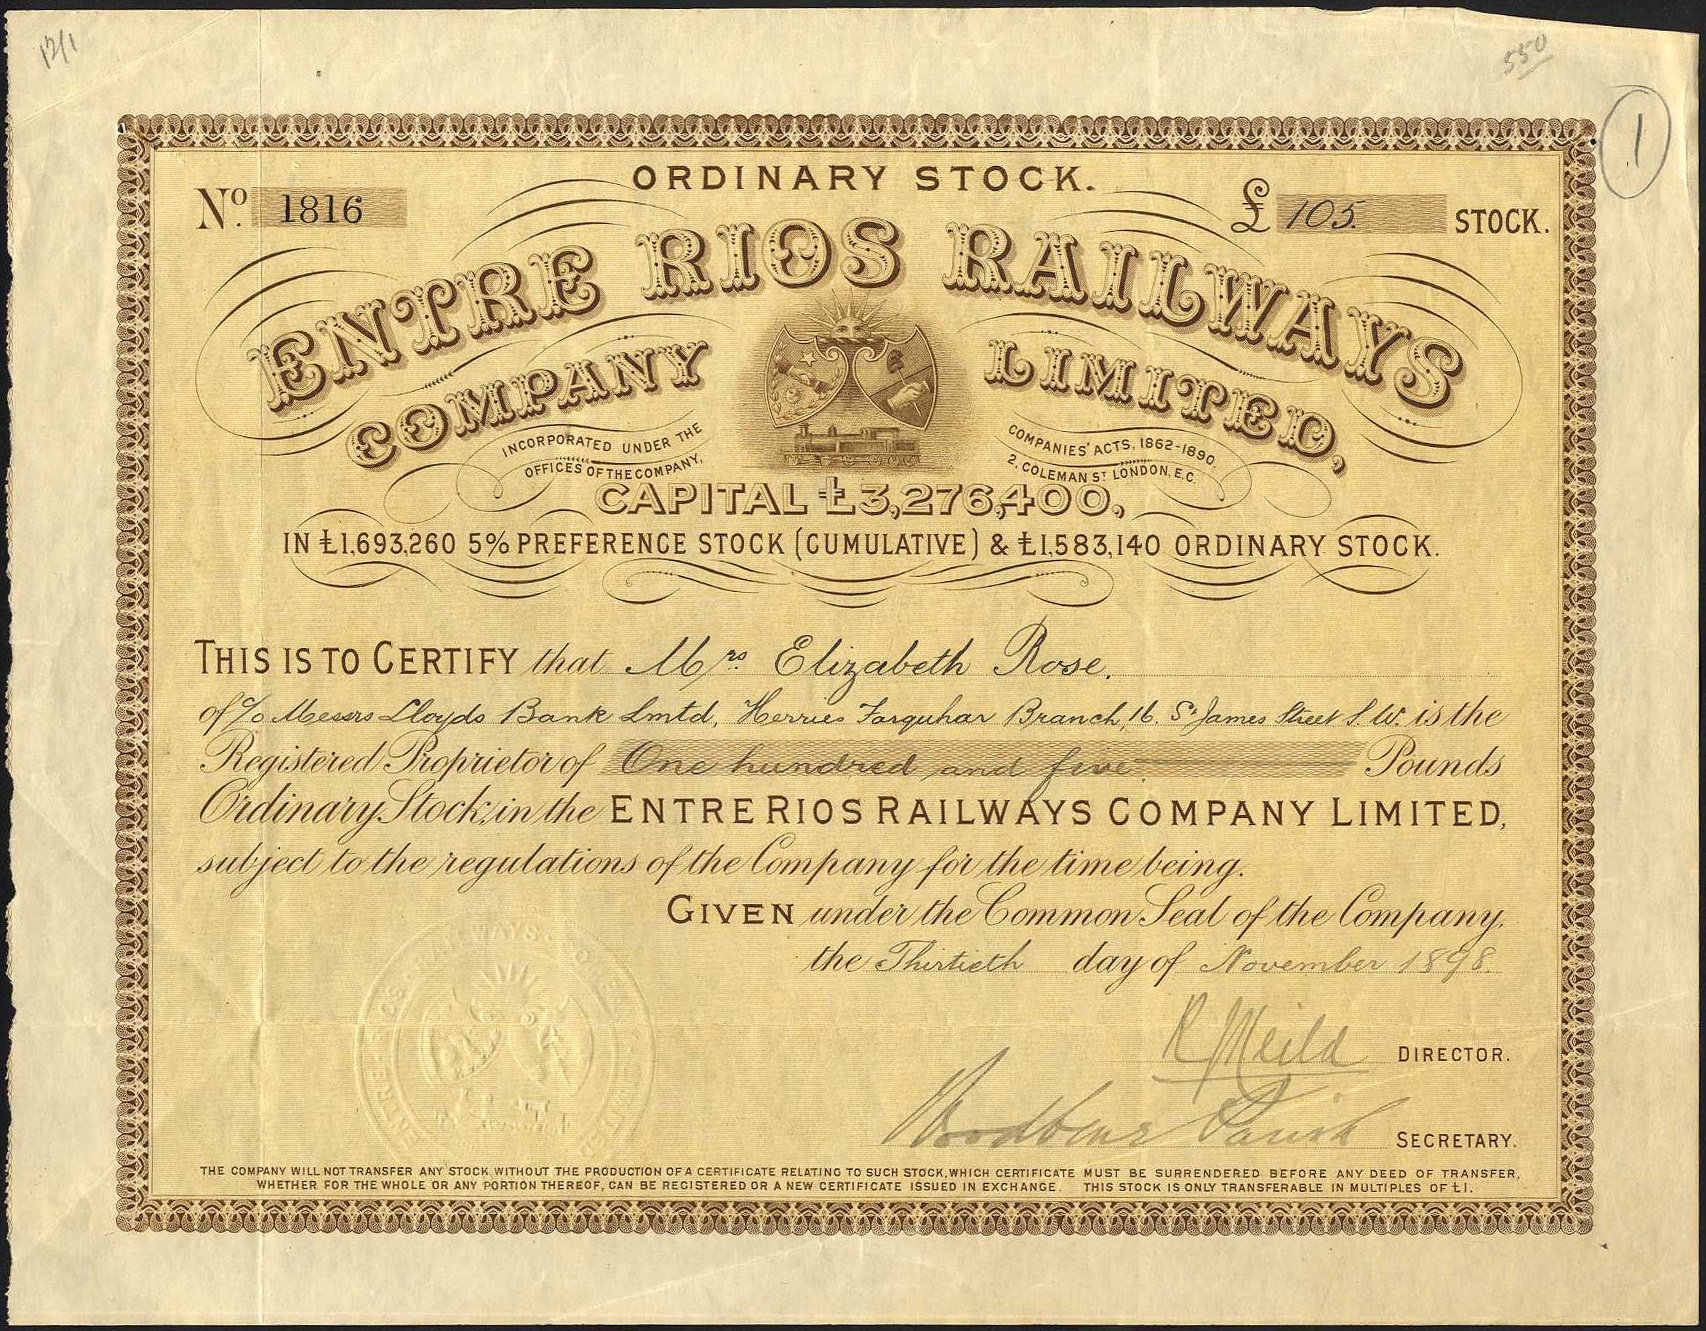 12/1
550
1
ORDINARY STOCK.
No. 1816
£ 105. STOCK.
ENTRE RIOS RAILWAYS
COMPANY LIMITED,
INCORPORATED UNDER THE COMPANIES' ACTS, 1862-1890.
OFFICES OF THE COMPANY, 2, COLEMAN ST LONDON, E.C.
CAPITAL £3,276,400,
IN £1,693,260 5% PREFERENCE STOCK (CUMULATIVE) & £1,583,140 ORDINARY STOCK.
THIS IS TO CERTIFY that Mrs. Elizabeth Rose.
of c/o Messrs Lloyds Bank Lmtd, Herries Farquhar Branch, 16. St James Street S.W. is the
Registered Proprietor of One hundred and five Pounds
Ordinary Stock, in the ENTRE RIOS RAILWAYS COMPANY LIMITED,
subject to the regulations of the Company for the time being.
GIVEN under the Common Seal of the Company,
the Thirtieth day of November 1898.
DIRECTOR.
SECRETARY.
THE COMPANY WILL NOT TRANSFER ANY STOCK WITHOUT THE PRODUCTION OF A CERTIFICATE RELATING TO SUCH STOCK, WHICH CERTIFICATE MUST BE SURRENDERED BEFORE ANY DEED OF TRANSFER,
WHETHER FOR THE WHOLE OR ANY PORTION THEREOF, CAN BE REGISTERED OR A NEW CERTIFICATE ISSUED IN EXCHANGE. THIS STOCK IS ONLY TRANSFERABLE IN MULTIPLES OF £1.